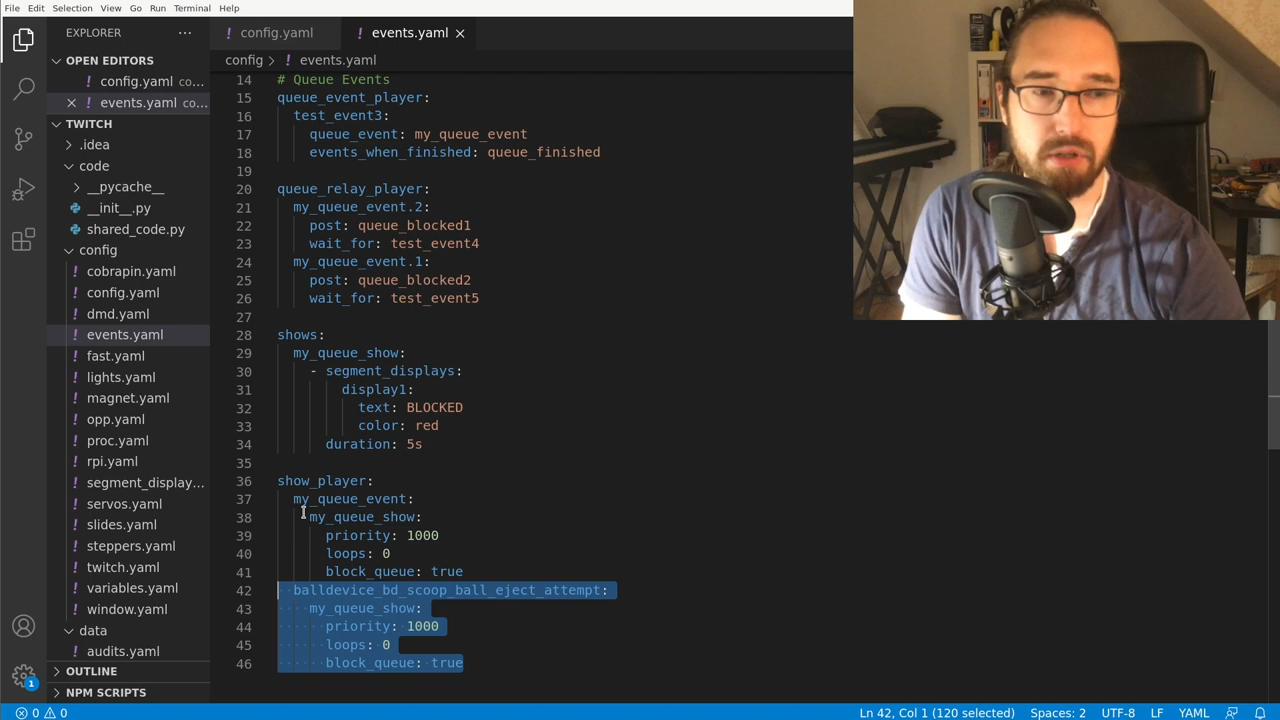 File Edit Selection View Go Run Terminal Help
EXPLORER
OPEN EDITORS
config.yaml co...
events.yaml co...
TWITCH
.idea
code
__pycache__
__init__.py
shared_code.py
config
cobrapin.yaml
config.yaml
dmd.yaml
events.yaml
fast.yaml
lights.yaml
magnet.yaml
opp.yaml
proc.yaml
rpi.yaml
segment_display...
servos.yaml
slides.yaml
steppers.yaml
twitch.yaml
variables.yaml
window.yaml
data
audits.yaml
OUTLINE
NPM SCRIPTS
1
config.yaml events.yaml
config > events.yaml
14 # Queue Events
15 queue_event_player:
16 test_event3:
17 queue_event: my_queue_event
18 events_when_finished: queue_finished
19
20 queue_relay_player:
21 my_queue_event.2:
22 post: queue_blocked1
23 wait_for: test_event4
24 my_queue_event.1:
25 post: queue_blocked2
26 wait_for: test_event5
27
28 shows:
29 my_queue_show:
30 - segment_displays:
31 display1:
32 text: BLOCKED
33 color: red
34 duration: 5s
35
36 show_player:
37 my_queue_event:
38 my_queue_show:
39 priority: 1000
40 loops: 0
41 block_queue: true
42 balldevice_bd_scoop_ball_eject_attempt:
43 my_queue_show:
44 priority: 1000
45 loops: 0
46 block_queue: true
0 0 Ln 42, Col 1 (120 selected) Spaces: 2 UTF-8 LF YAML